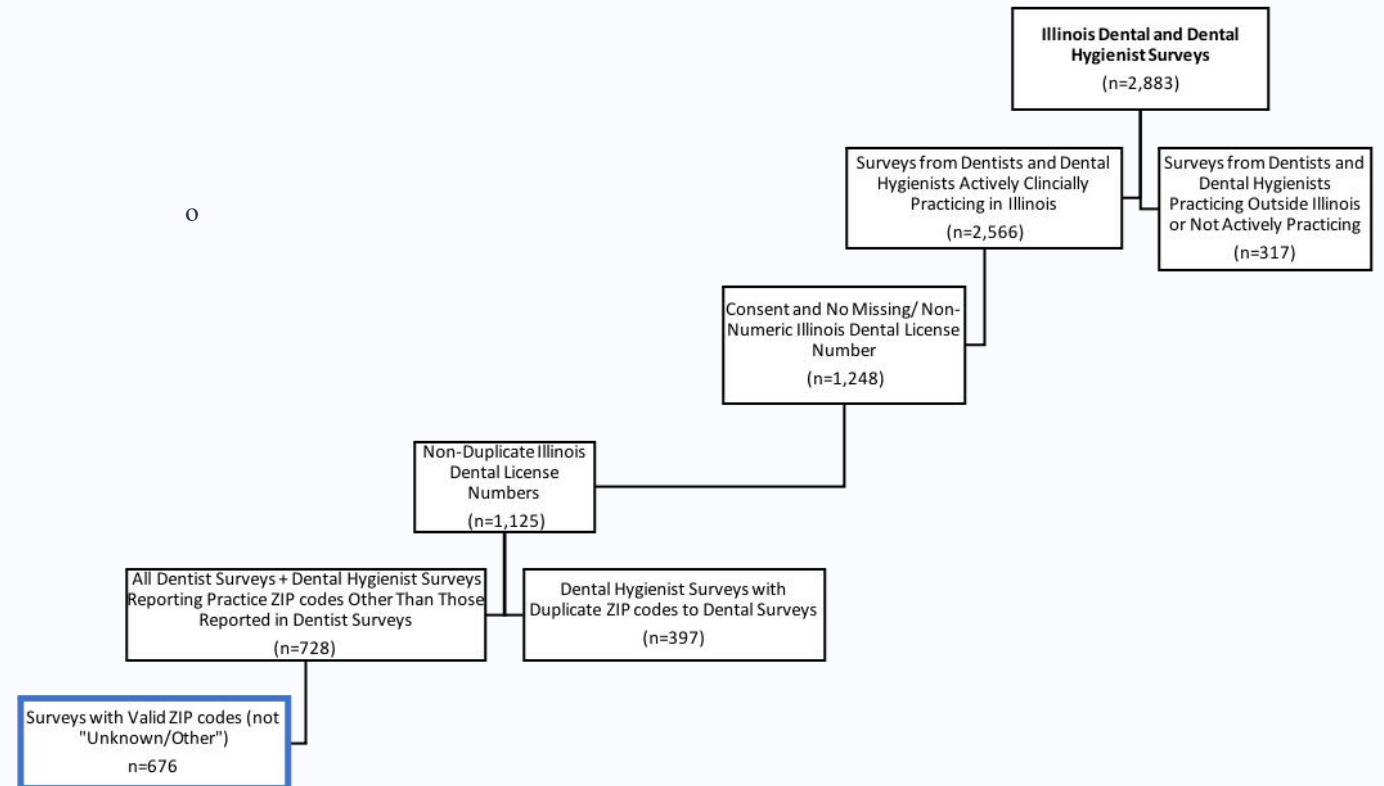 Illinois Dental and Dental
Hygienist Surveys
(n=2,883)
Surveys from Dentists and Dental
Hygienists Actively Clincially
Practicing in Illinois
(n=2,566)
Surveys from Dentists and
Dental Hygienists
Practicing Outside Illinois
or Not Actively Practicing
(n=317)
o
Consent and No Missing/ Non-
Numeric Illinois Dental License
Number
(n=1,248)
Non-Duplicate Illinois
Dental License
Numbers
(n=1,125)
All Dentist Surveys + Dental Hygienist Surveys
Reporting Practice ZIP codes Other Than Those
Reported in Dentist Surveys
(n=728)
Dental Hygienist Surveys with
Duplicate ZIP codes to Dental Surveys
(n=397)
Surveys with Valid ZIP codes (not
"Unknown/Other")
n=676